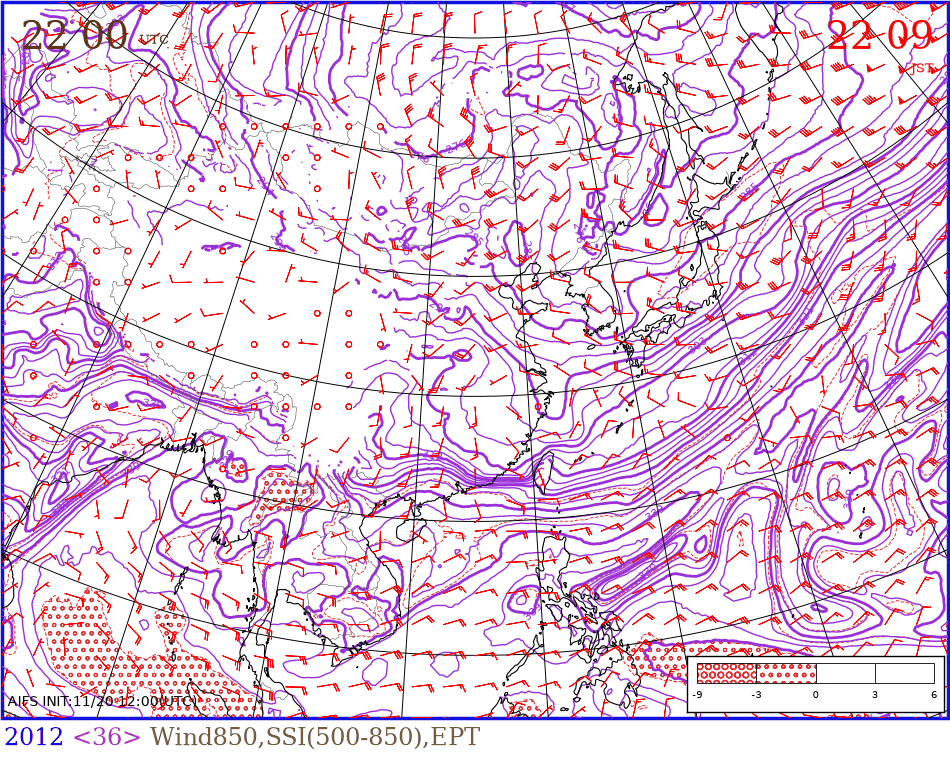 22 00 UTC
22 09
JST
-9 -3 0 3 6
AIFS INIT:11/20 12:00(UTC)
2012 <36> Wind850,SSI(500-850),EPT